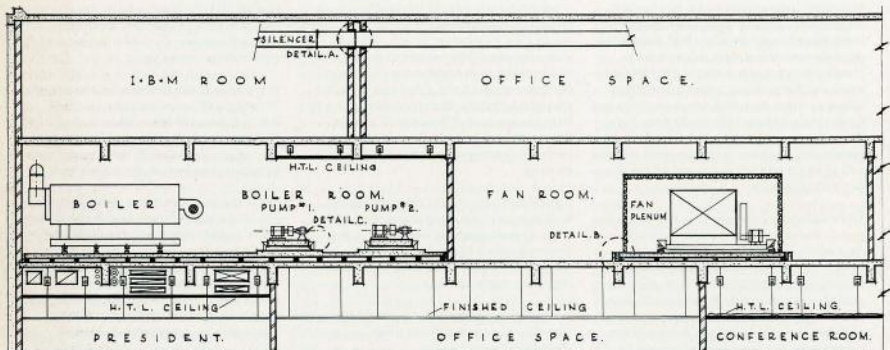 SILENCER
DETAIL.A.
I·B·M ROOM
OFFICE SPACE.
H.T.L. CEILING
BOILER
BOILER ROOM.
PUMP #1.
PUMP #2.
DETAIL C.
FAN ROOM.
FAN
PLENUM
DETAIL.B.
H.T.L. CEILING
FINISHED CEILING
H.T.L. CEILING.
PRESIDENT.
OFFICE SPACE.
CONFERENCE ROOM.